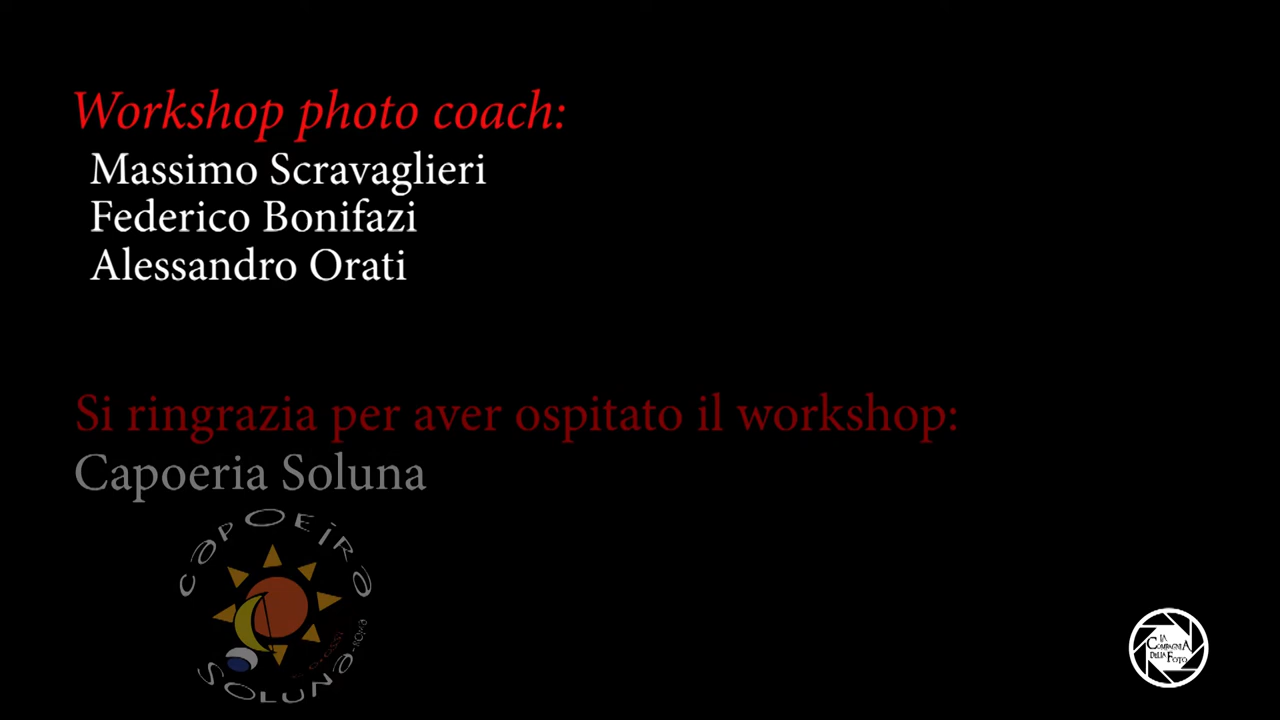 Workshop photo coach:
Massimo Scravaglieri
Federico Bonifazi
Alessandro Orati
Si ringrazia per aver ospitato il workshop:
Capoeria Soluna
CAPOEIRA
SOLUNA
LA
COMPAGNIA
DELLA FOTO